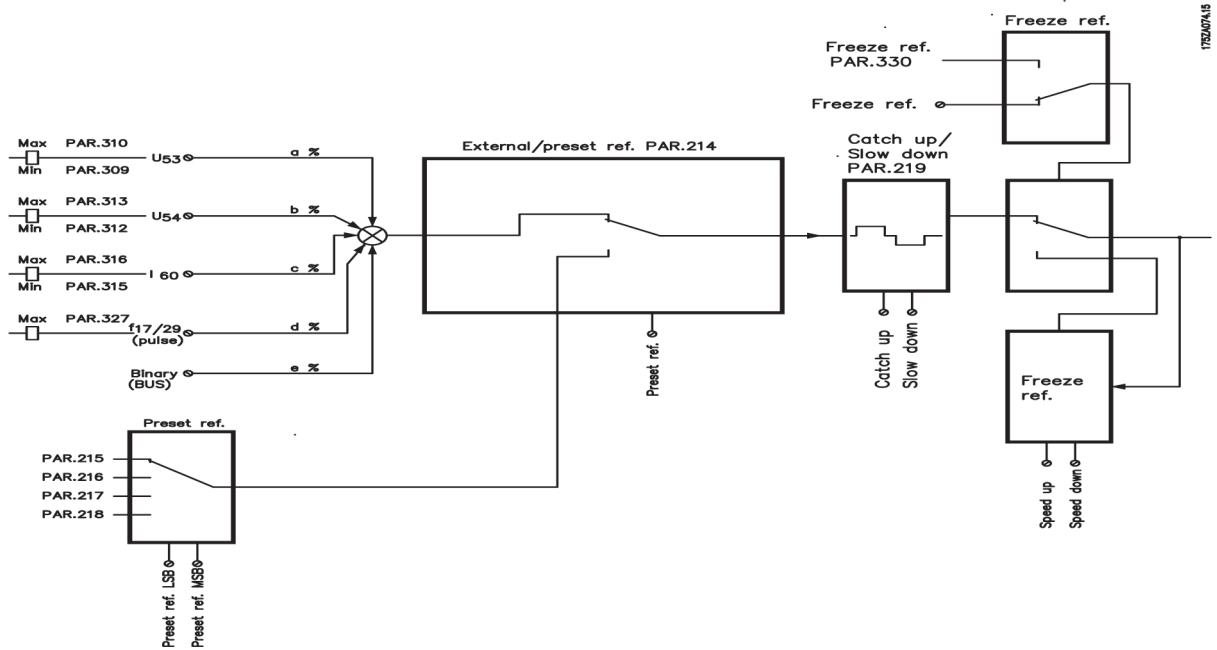 175ZA074.15
Freeze ref.
Freeze ref.
PAR.330
Freeze ref.
Max PAR.310
U53
Min PAR.309
a %
External/preset ref. PAR.214
Catch up/
Slow down
PAR.219
Max PAR.313
U54
Min PAR.312
b %
Max PAR.316
I 60
Min PAR.315
c %
Max PAR.327
f17/29
(pulse)
d %
Binary
(BUS)
e %
Preset ref.
Catch up
Slow down
Freeze
ref.
Speed up
Speed down
Preset ref.
PAR.215
PAR.216
PAR.217
PAR.218
Preset ref. LSB
Preset ref. MSB